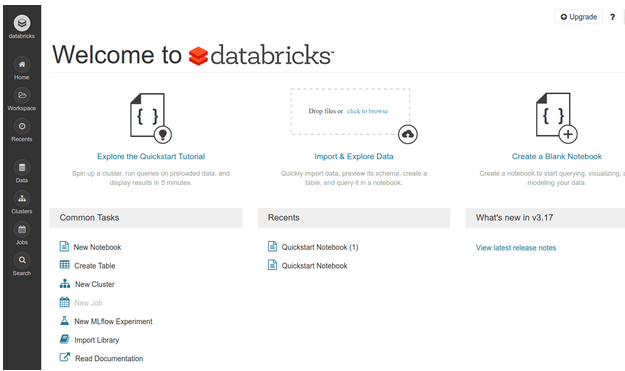 Upgrade ?
databricks
Welcome to databricks
Home
Workspace
Recents
Data
Clusters
Jobs
Search
{ }
Explore the Quickstart Tutorial
Spin up a cluster, run queries on preloaded data, and
display results in 5 minutes.
Drop files or click to browse
Import & Explore Data
Quickly import data, preview its schema, create a
table, and query it in a notebook.
{ }
Create a Blank Notebook
Create a notebook to start querying, visualizing,
modeling your data.
Common Tasks
New Notebook
Create Table
New Cluster
New Job
New MLflow Experiment
Import Library
Read Documentation
Recents
Quickstart Notebook (1)
Quickstart Notebook
What's new in v3.17
View latest release notes